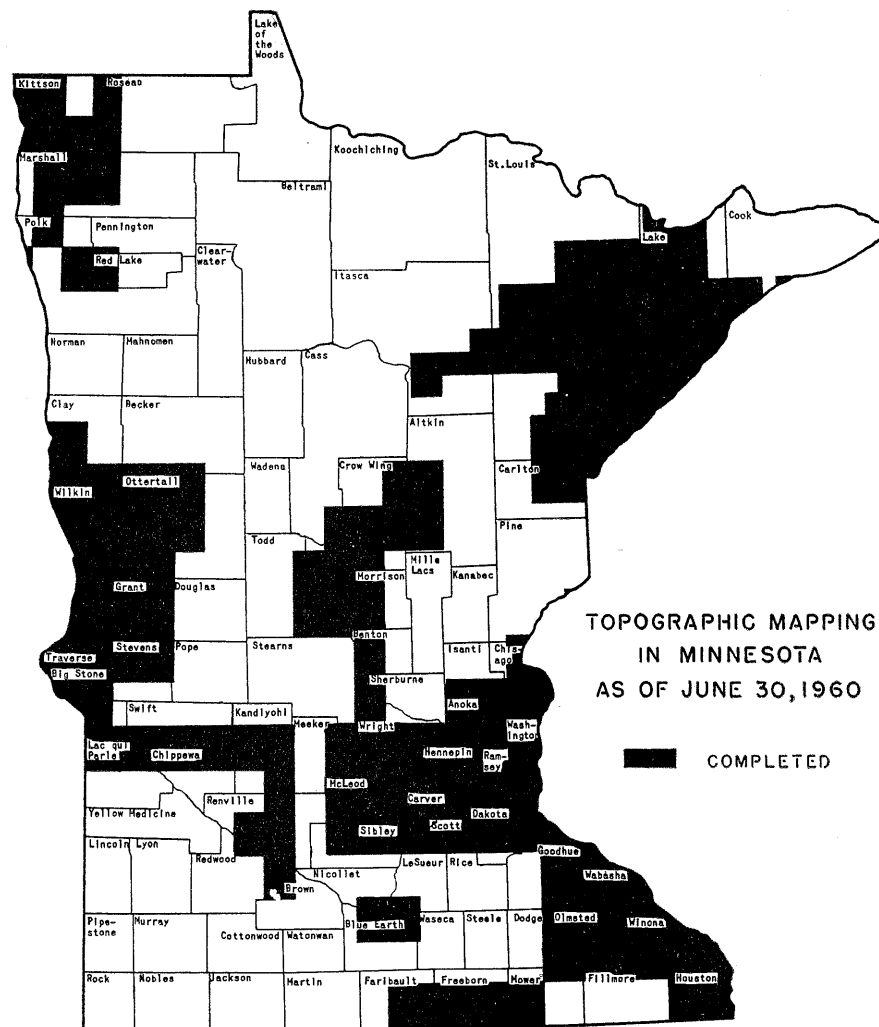 Lake
of
the
Woods
Kittson
Roseau
Marshall
Koochiching
St.Louis
Beltrami
Polk
Pennington
Cook
Lake
Red Lake
Clear-
water
Itasca
Norman
Mahnomen
Hubbard
Cass
Clay
Becker
Aitkin
Wadena
Crow Wing
Carlton
Wilkin
Ottertail
Pine
Todd
Mille
Lacs
Morrison
Kanabec
Grant
Douglas
Benton
Traverse
Stevens
Pope
Stearns
Isanti
Chis-
ago
Big Stone
Sherburne
Anoka
Swift
Kandiyohi
Meeker
Wright
Wash-
ington
Lac qui
Parle
Chippewa
Hennepin
Ram-
sey
McLeod
Renville
Carver
Dakota
Yellow Medicine
Sibley
Scott
Lincoln
Lyon
Redwood
Nicollet
LeSueur
Rice
Goodhue
Wabasha
Brown
Pipe-
stone
Murray
Cottonwood
Watonwan
Blue Earth
Waseca
Steele
Dodge
Olmsted
Winona
Rock
Nobles
Jackson
Martin
Faribault
Freeborn
Mower
Fillmore
Houston
TOPOGRAPHIC MAPPING
IN MINNESOTA
AS OF JUNE 30, 1960
COMPLETED